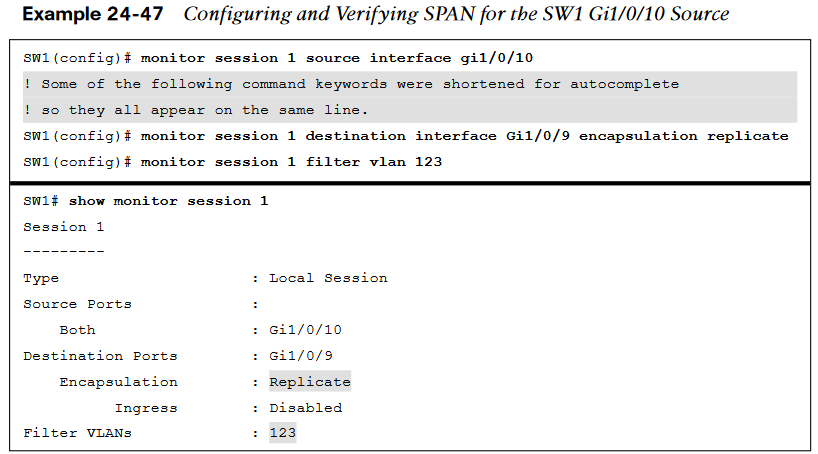 Example 24-47 Configuring and Verifying SPAN for the SW1 Gi1/0/10 Source
SW1(config)# monitor session 1 source interface gi1/0/10
! Some of the following command keywords were shortened for autocomplete
! so they all appear on the same line.
SW1(config)# monitor session 1 destination interface Gi1/0/9 encapsulation replicate
SW1(config)# monitor session 1 filter vlan 123
SW1# show monitor session 1
Session 1
---------
Type : Local Session
Source Ports :
Both : Gi1/0/10
Destination Ports : Gi1/0/9
Encapsulation : Replicate
Ingress : Disabled
Filter VLANs : 123